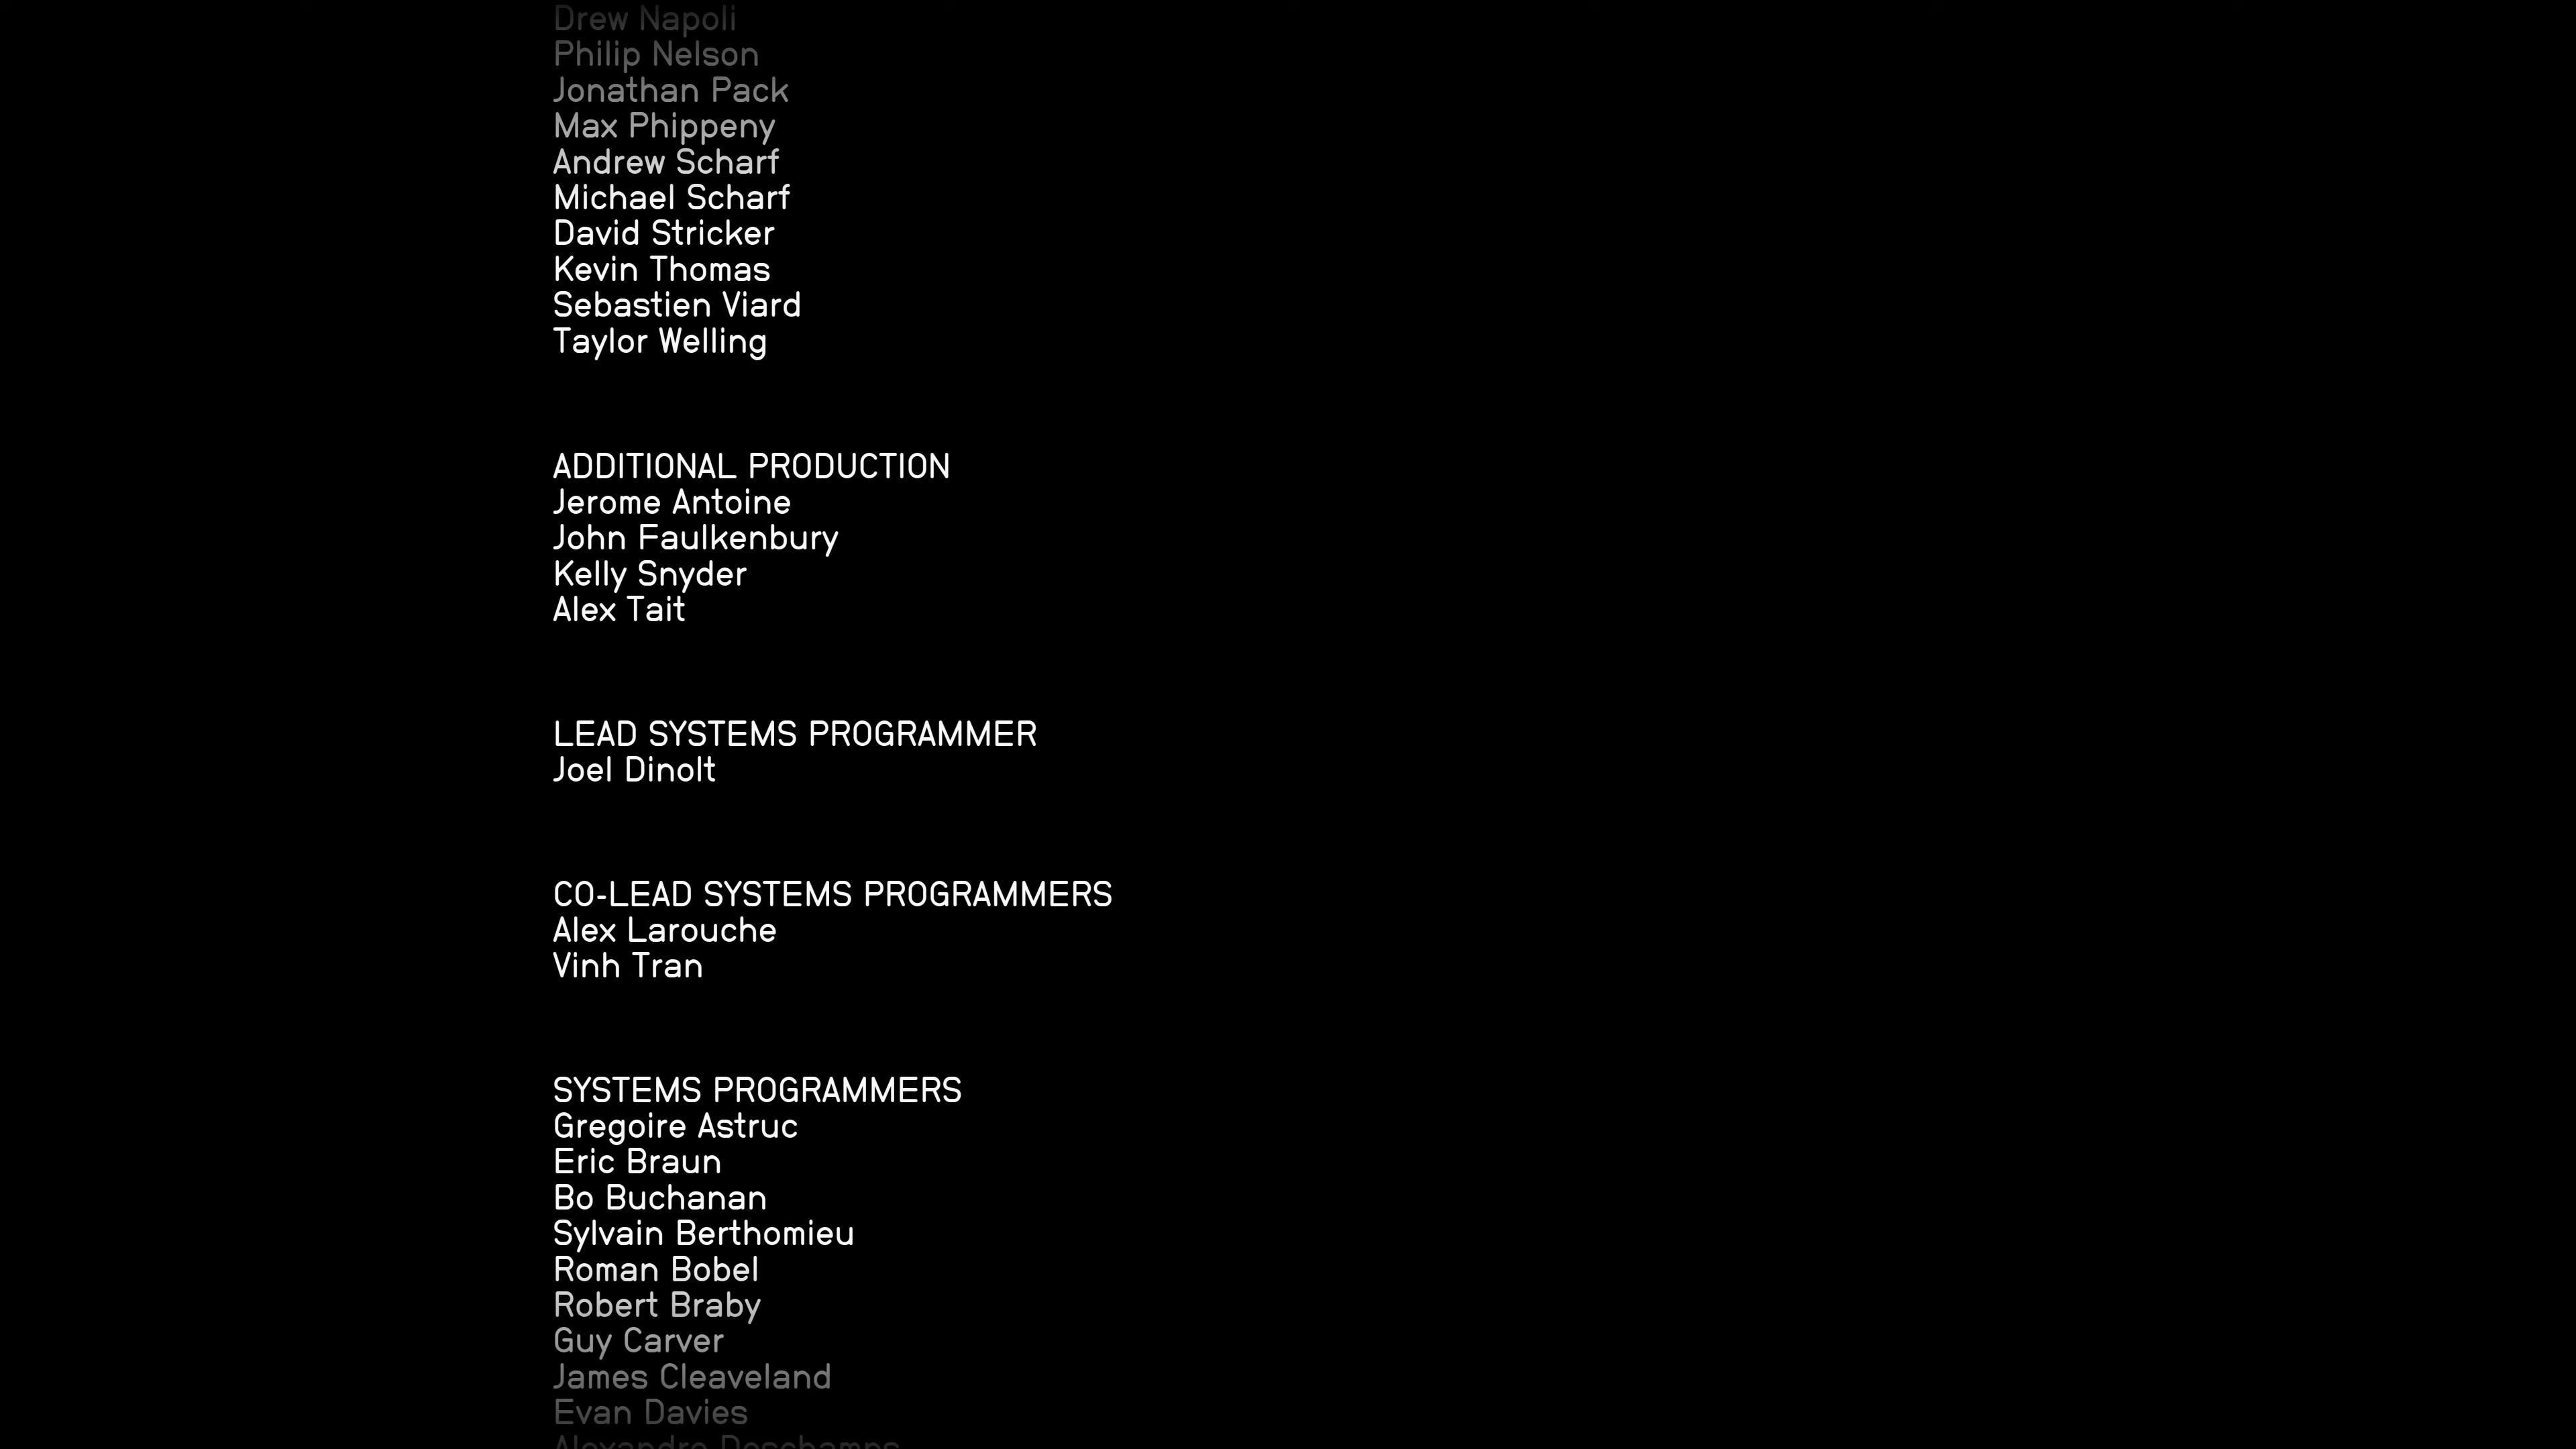 Drew Napoli
Philip Nelson
Jonathan Pack
Max Phippeny
Andrew Scharf
Michael Scharf
David Stricker
Kevin Thomas
Sebastien Viard
Taylor Welling
ADDITIONAL PRODUCTION
Jerome Antoine
John Faulkenbury
Kelly Snyder
Alex Tait
LEAD SYSTEMS PROGRAMMER
Joel Dinolt
CO-LEAD SYSTEMS PROGRAMMERS
Alex Larouche
Vinh Tran
SYSTEMS PROGRAMMERS
Gregoire Astruc
Eric Braun
Bo Buchanan
Sylvain Berthomieu
Roman Bobel
Robert Braby
Guy Carver
James Cleaveland
Evan Davies
Alexandre Deschamps